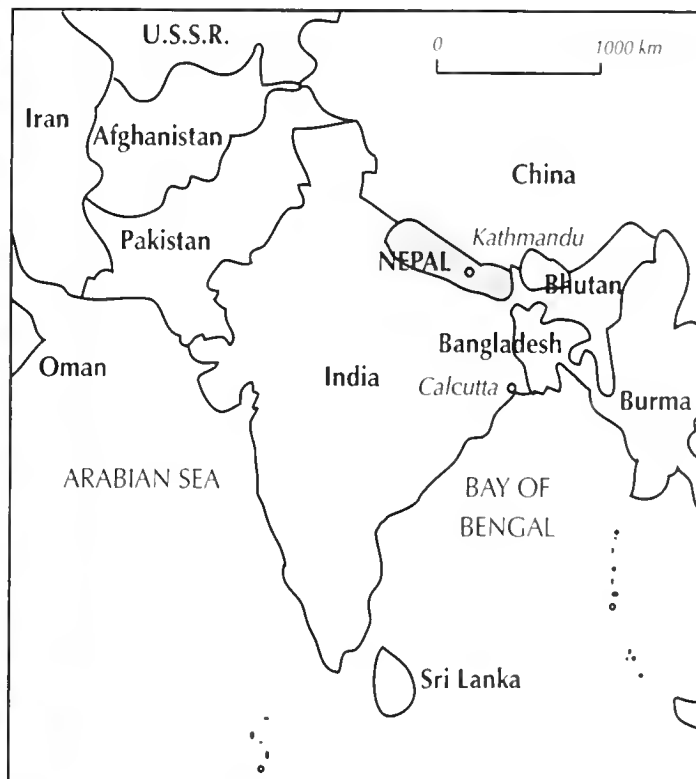 U.S.S.R.
0 1000 km
Iran
Afghanistan
China
Pakistan
Kathmandu
NEPAL
Bhutan
Bangladesh
Oman
India
Calcutta
Burma
ARABIAN SEA
BAY OF
BENGAL
Sri Lanka